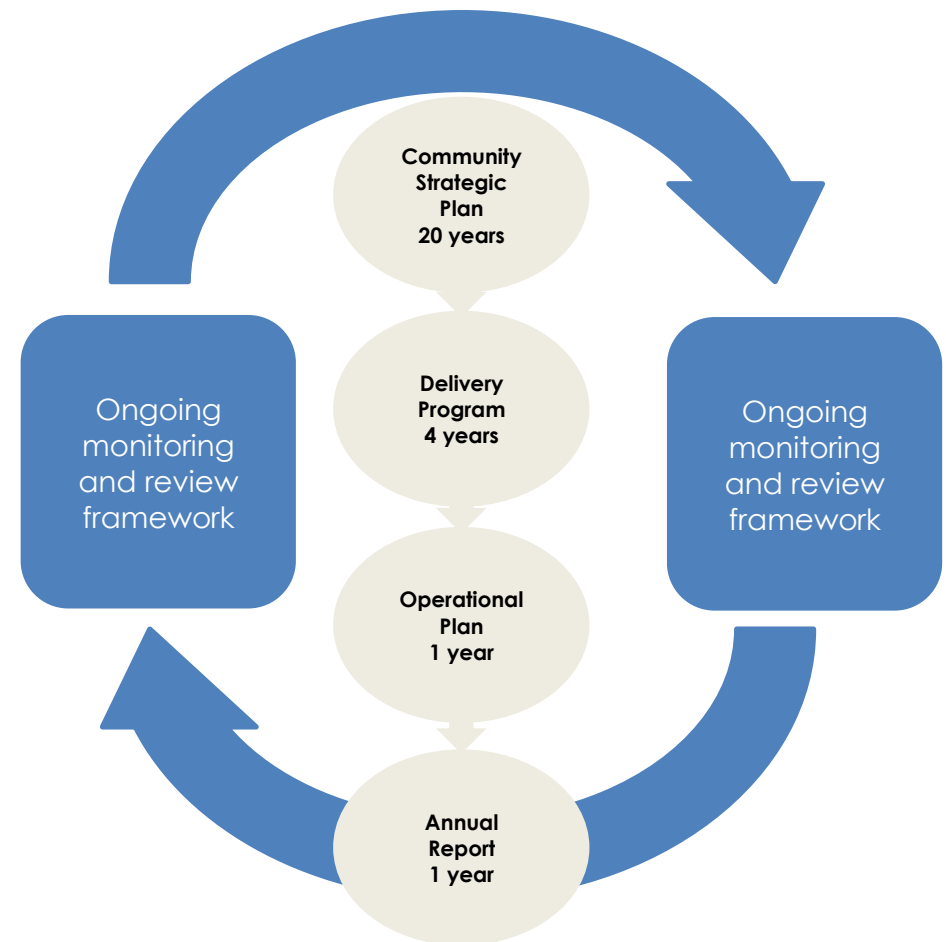 Community
Strategic
Plan
20 years
Delivery
Program
4 years
Ongoing
monitoring
and review
framework
Ongoing
monitoring
and review
framework
Operational
Plan
1 year
Annual
Report
1 year